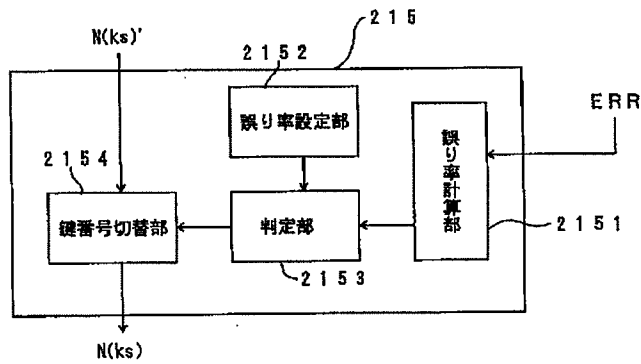 N(ks)'
215
2152
ERR
誤り率設定部
誤り率計算部
2154
鍵番号切替部
判定部
2151
2153
N(ks)